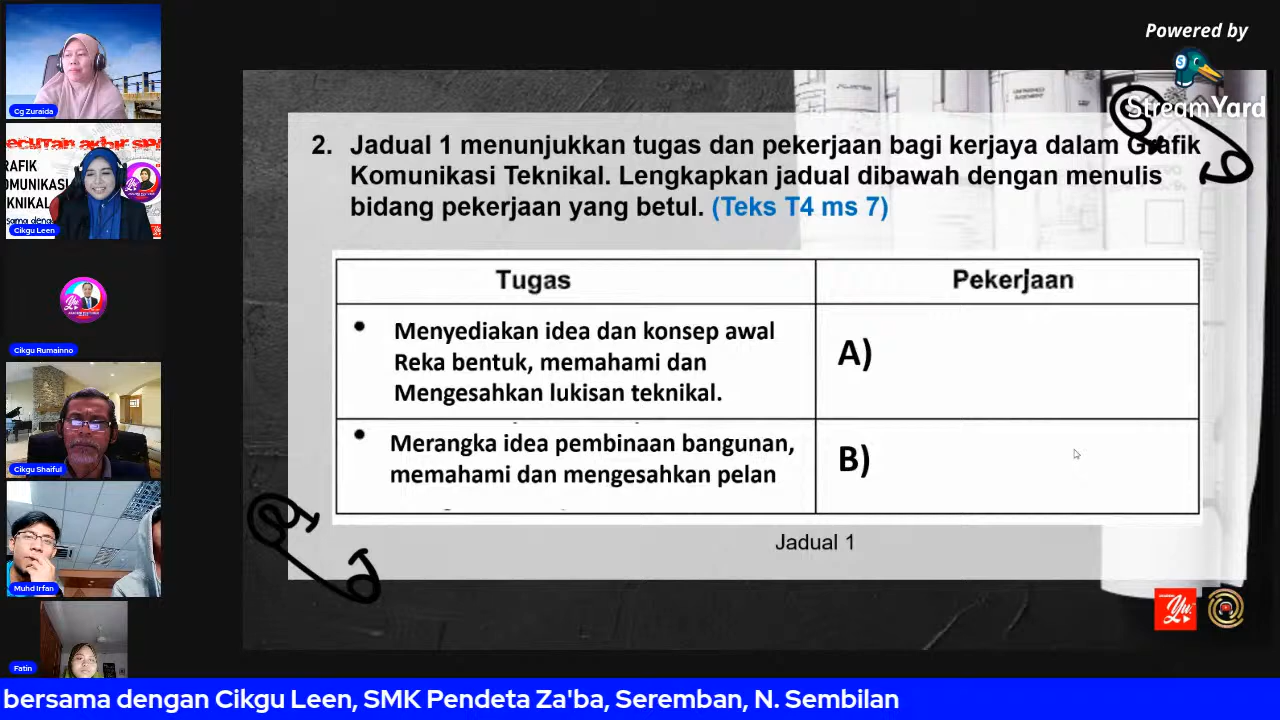 Powered by
StreamYard
Cg Zuraida
GRAFIK
KOMUNIKASI
Cikgu Leen
Cikgu Rumainno
Cikgu Shaiful
Muhd Irfan
Fatin
2. Jadual 1 menunjukkan tugas dan pekerjaan bagi kerjaya dalam Grafik
Komunikasi Teknikal. Lengkapkan jadual dibawah dengan menulis
bidang pekerjaan yang betul. (Teks T4 ms 7)
Tugas
Pekerjaan
• Menyediakan idea dan konsep awal
Reka bentuk, memahami dan
Mengesahkan lukisan teknikal.
A)
• Merangka idea pembinaan bangunan,
memahami dan mengesahkan pelan
B)
Jadual 1
bersama dengan Cikgu Leen, SMK Pendeta Za'ba, Seremban, N. Sembilan